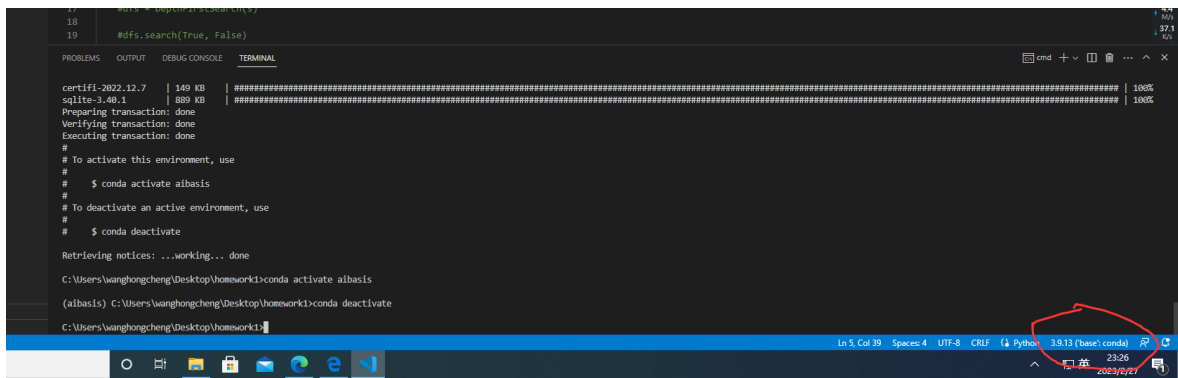 17 #dfs = DepthFirstSearch(s)
18
19 #dfs.search(True, False)
4.4
M/s
37.1
K/s
PROBLEMS OUTPUT DEBUG CONSOLE TERMINAL
cmd
certifi-2022.12.7 | 149 KB | ############################################################################ | 100%
sqlite-3.40.1 | 889 KB | ############################################################################ | 100%
Preparing transaction: done
Verifying transaction: done
Executing transaction: done
#
# To activate this environment, use
#
# $ conda activate aibasis
#
# To deactivate an active environment, use
#
# $ conda deactivate
Retrieving notices: ...working... done
C:\Users\wanghongcheng\Desktop\homework1>conda activate aibasis
(aibasis) C:\Users\wanghongcheng\Desktop\homework1>conda deactivate
C:\Users\wanghongcheng\Desktop\homework1>
Ln 5, Col 39 Spaces: 4 UTF-8 CRLF Python 3.9.13 ('base': conda)
英 23:26
2023/2/27